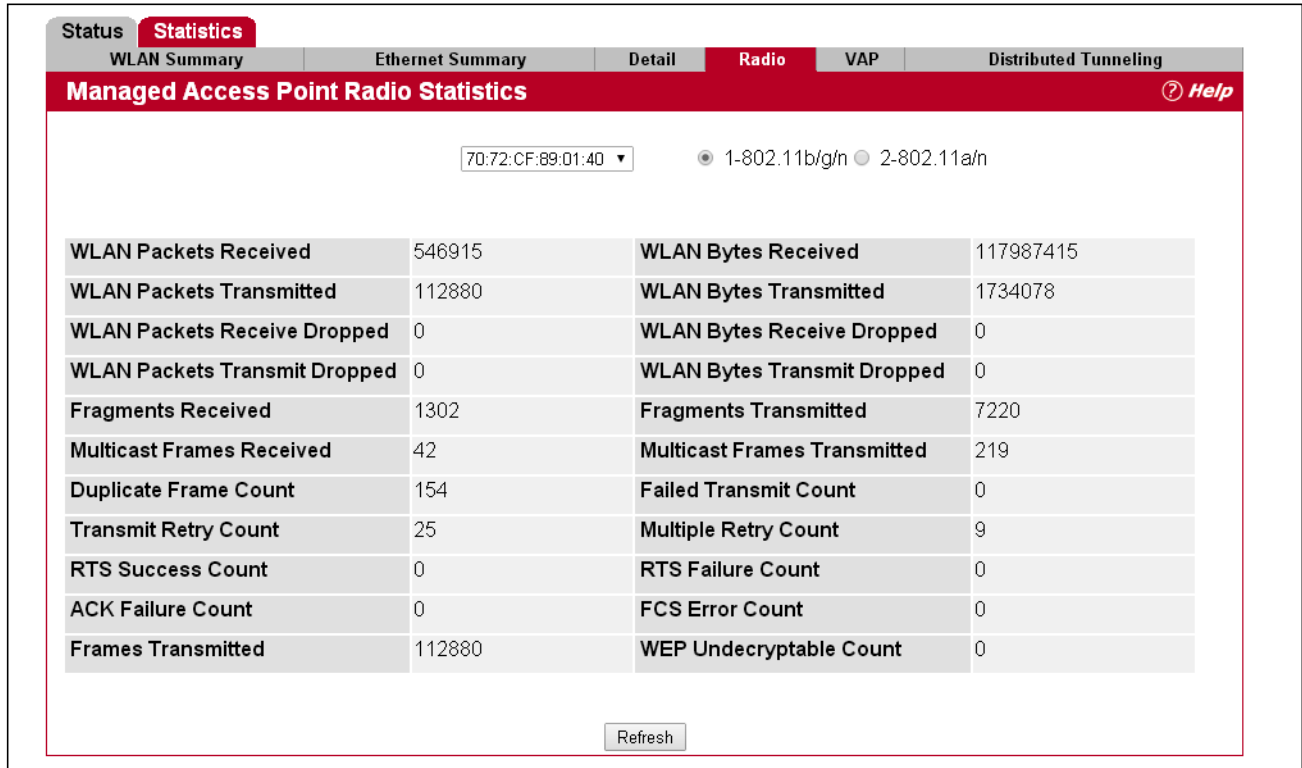 Status Statistics
WLAN Summary Ethernet Summary Detail Radio VAP Distributed Tunneling
Managed Access Point Radio Statistics ? Help
70:72:CF:89:01:40 1-802.11b/g/n 2-802.11a/n
WLAN Packets Received 546915 WLAN Bytes Received 117987415
WLAN Packets Transmitted 112880 WLAN Bytes Transmitted 1734078
WLAN Packets Receive Dropped 0 WLAN Bytes Receive Dropped 0
WLAN Packets Transmit Dropped 0 WLAN Bytes Transmit Dropped 0
Fragments Received 1302 Fragments Transmitted 7220
Multicast Frames Received 42 Multicast Frames Transmitted 219
Duplicate Frame Count 154 Failed Transmit Count 0
Transmit Retry Count 25 Multiple Retry Count 9
RTS Success Count 0 RTS Failure Count 0
ACK Failure Count 0 FCS Error Count 0
Frames Transmitted 112880 WEP Undecryptable Count 0
Refresh